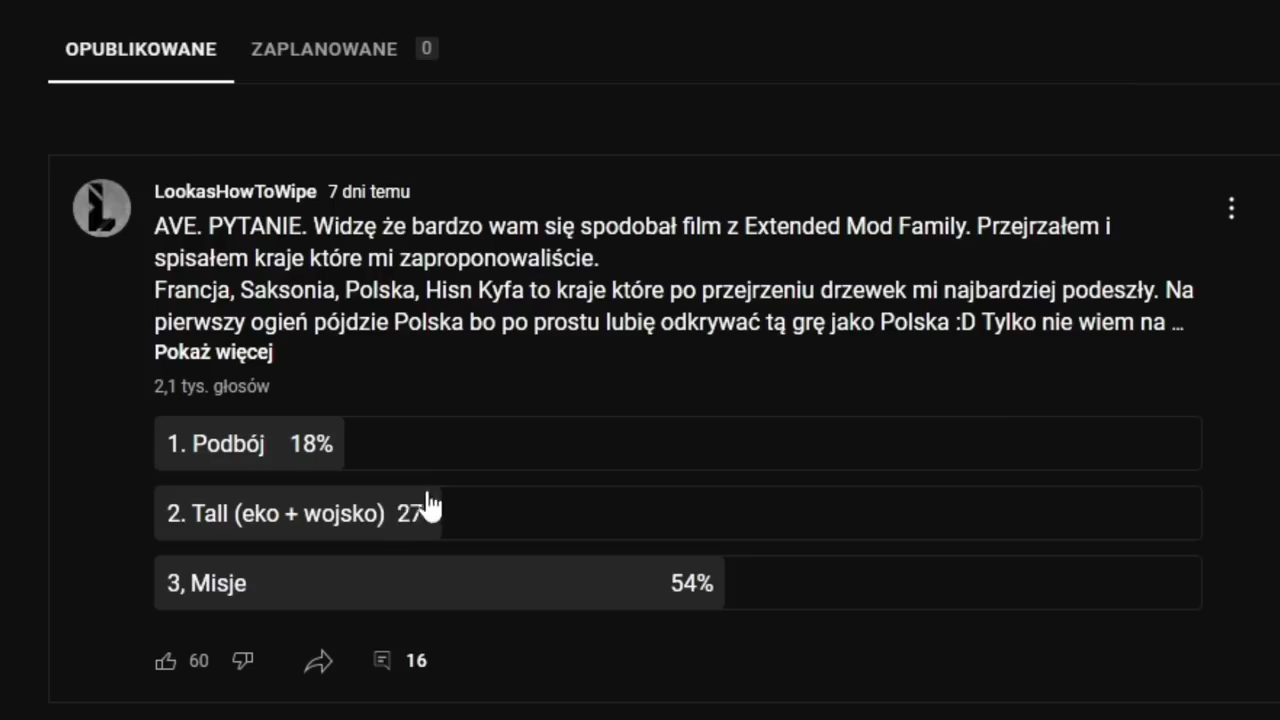 OPUBLIKOWANE ZAPLANOWANE 0
LookasHowToWipe 7 dni temu
AVE. PYTANIE. Widzę że bardzo wam się spodobał film z Extended Mod Family. Przejrzałem i
spisałem kraje które mi zaproponowaliście.
Francja, Saksonia, Polska, Hisn Kyfa to kraje które po przejrzeniu drzewek mi najbardziej podeszły. Na
pierwszy ogień pójdzie Polska bo po prostu lubię odkrywać tą grę jako Polska :D Tylko nie wiem na ...
Pokaż więcej
2,1 tys. głosów
1. Podbój 18%
2. Tall (eko + wojsko) 27
3, Misje 54%
60 16